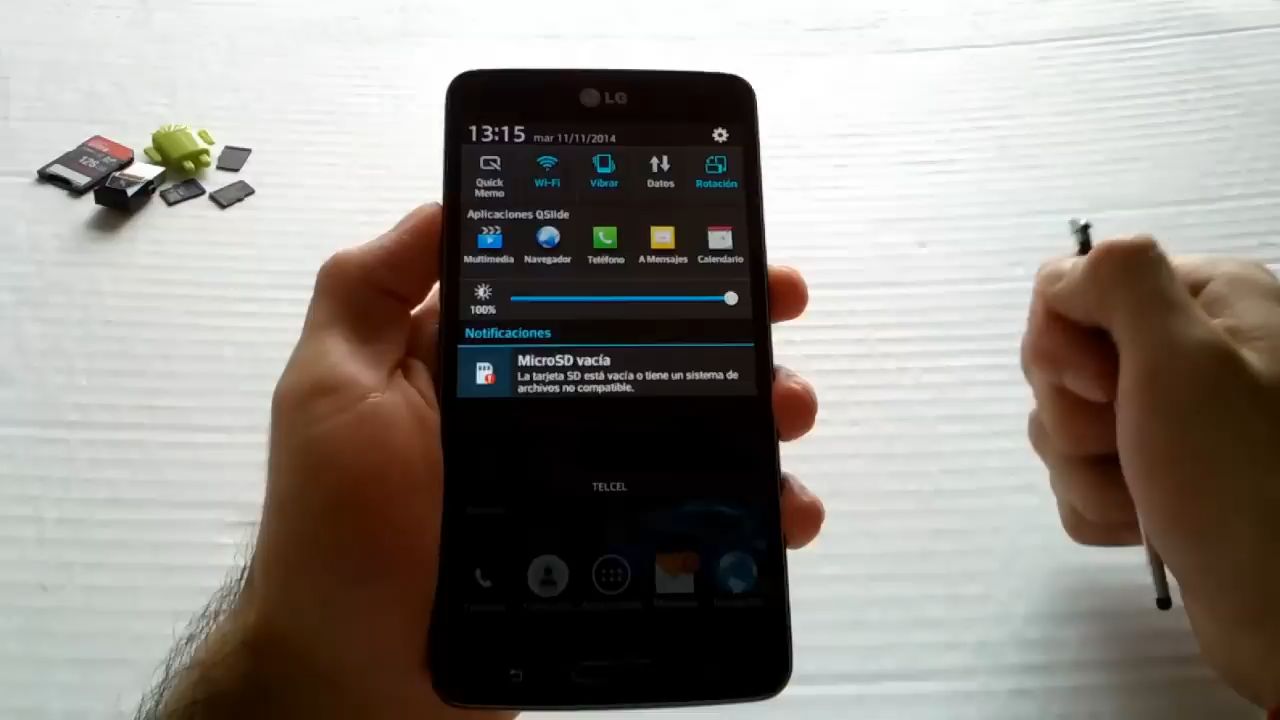 LG
13:15 mar 11/11/2014
Quick Memo
Wi-Fi
Vibrar
Datos
Rotación
Aplicaciones QSlide
Multimedia
Navegador
Teléfono
A Mensajes
Calendario
100%
Notificaciones
MicroSD vacía
La tarjeta SD está vacía o tiene un sistema de
archivos no compatible.
TELCEL